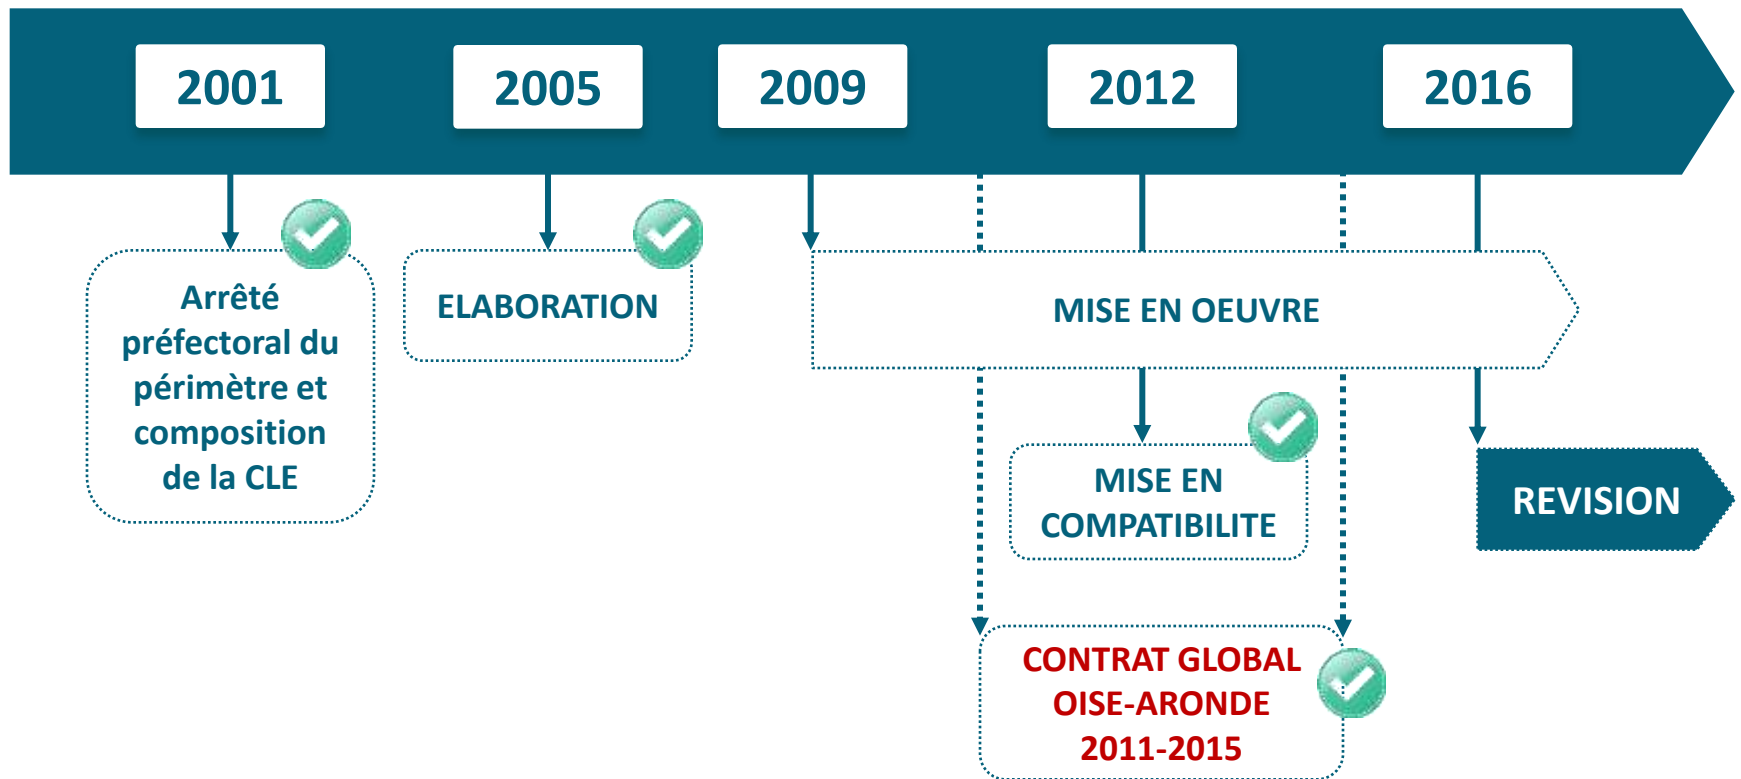 2001
2005
2009
2012
2016
Arrêté
préfectoral du
périmètre et
composition
de la CLE
ELABORATION
MISE EN OEUVRE
MISE EN
COMPATIBILITE
REVISION
CONTRAT GLOBAL
OISE-ARONDE
2011-2015